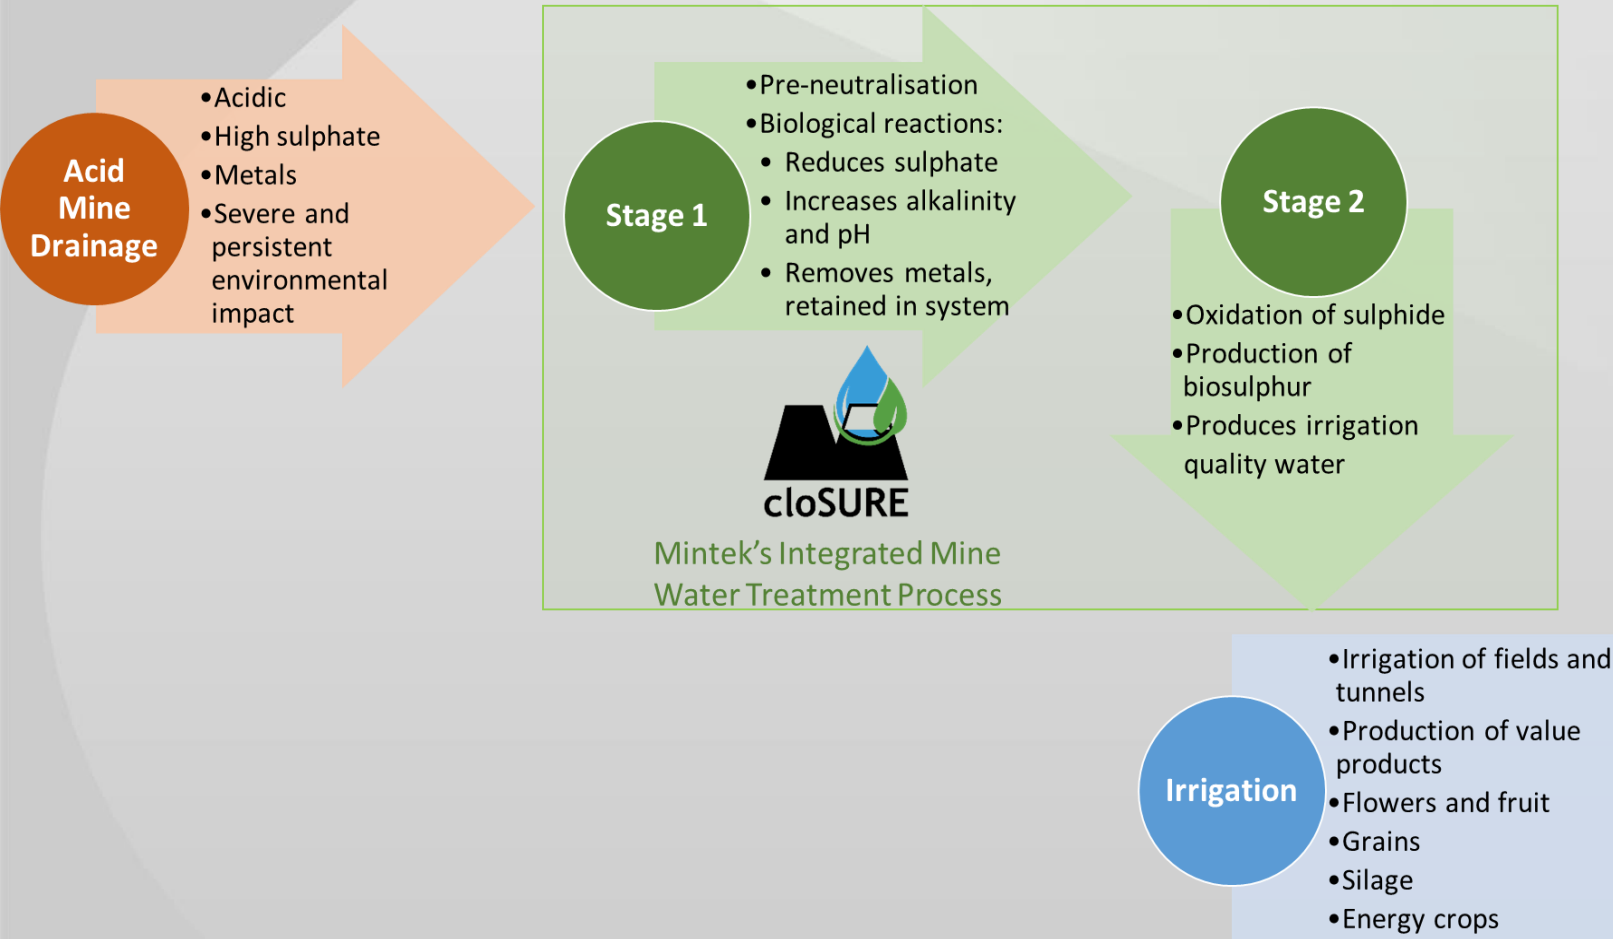 Acid
Mine
Drainage
•Acidic
•High sulphate
•Metals
•Severe and
persistent
environmental
impact
Stage 1
•Pre-neutralisation
•Biological reactions:
• Reduces sulphate
• Increases alkalinity
and pH
• Removes metals,
retained in system
cloSURE
Mintek’s Integrated Mine
Water Treatment Process
Stage 2
•Oxidation of sulphide
•Production of
biosulphur
•Produces irrigation
quality water
Irrigation
•Irrigation of fields and
tunnels
•Production of value
products
•Flowers and fruit
•Grains
•Silage
•Energy crops